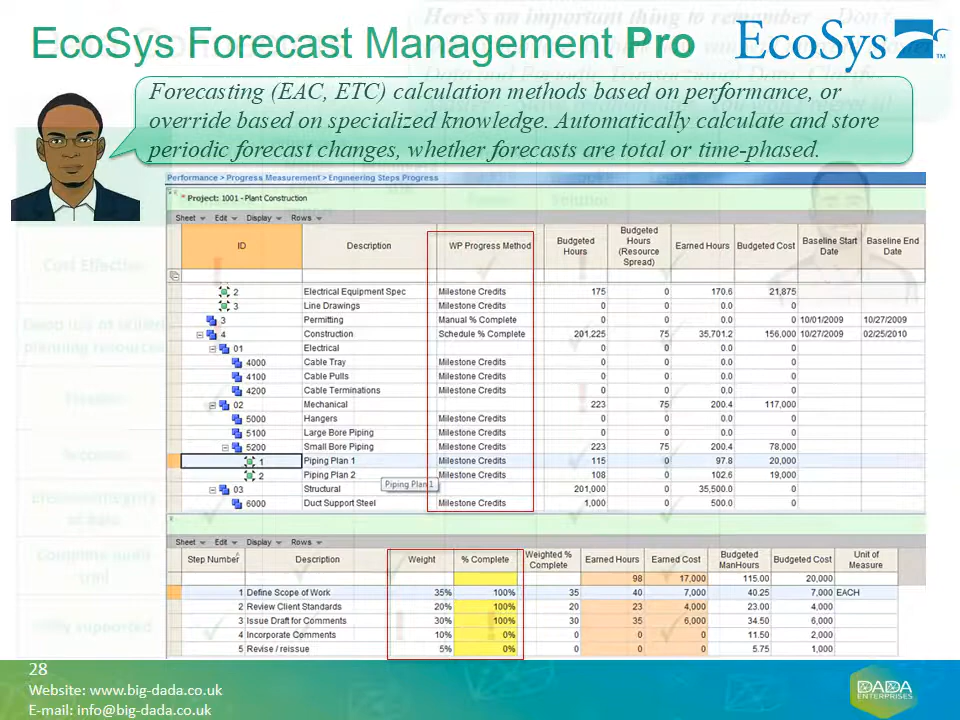 EcoSys Forecast Management Pro
EcoSys™
Forecasting (EAC, ETC) calculation methods based on performance, or
override based on specialized knowledge. Automatically calculate and store
periodic forecast changes, whether forecasts are total or time-phased.
Performance > Progress Measurement > Engineering Steps Progress
Project: 1001 - Plant Construction
Sheet Edit Display Rows
ID Description WP Progress Method Budgeted Hours Budgeted Hours (Resource Spread) Earned Hours Budgeted Cost Baseline Start Date Baseline End Date
2 Electrical Equipment Spec Milestone Credits 175 0 170.6 21,875
3 Line Drawings Milestone Credits 0 0 0.0 0
3 Permitting Manual % Complete 0 0 0.0 0 10/01/2009 10/27/2009
4 Construction Schedule % Complete 201,225 75 35,701.2 156,000 10/27/2009 02/25/2010
01 Electrical 0 0 0.0 0
4000 Cable Tray Milestone Credits 0 0 0.0 0
4100 Cable Pulls Milestone Credits 0 0 0.0 0
4200 Cable Terminations Milestone Credits 0 0 0.0 0
02 Mechanical 223 75 200.4 117,000
5000 Hangers Milestone Credits 0 0 0.0 0
5100 Large Bore Piping Milestone Credits 0 0 0.0 0
5200 Small Bore Piping Milestone Credits 223 75 200.4 78,000
1 Piping Plan 1 Milestone Credits 115 0 97.8 20,000
2 Piping Plan 2 Milestone Credits 108 0 102.6 19,000
Piping Plan 1
03 Structural 201,000 0 35,500.0 0
6000 Duct Support Steel Milestone Credits 1,000 0 500.0 0
Sheet Edit Display Rows
Step Number Description Weight % Complete Weighted % Complete Earned Hours Earned Cost Budgeted ManHours Budgeted Cost Unit of Measure
98 17,000 115.00 20,000
1 Define Scope of Work 35% 100% 35 40 7,000 40.25 7,000 EACH
2 Review Client Standards 20% 100% 20 23 4,000 23.00 4,000
3 Issue Draft for Comments 30% 100% 30 35 6,000 34.50 6,000
4 Incorporate Comments 10% 0% 0 0 0 11.50 2,000
5 Revise / reissue 5% 0% 0 0 0 5.75 1,000
28
Website: www.big-dada.co.uk
E-mail: info@big-dada.co.uk
DADA
ENTERPRISES